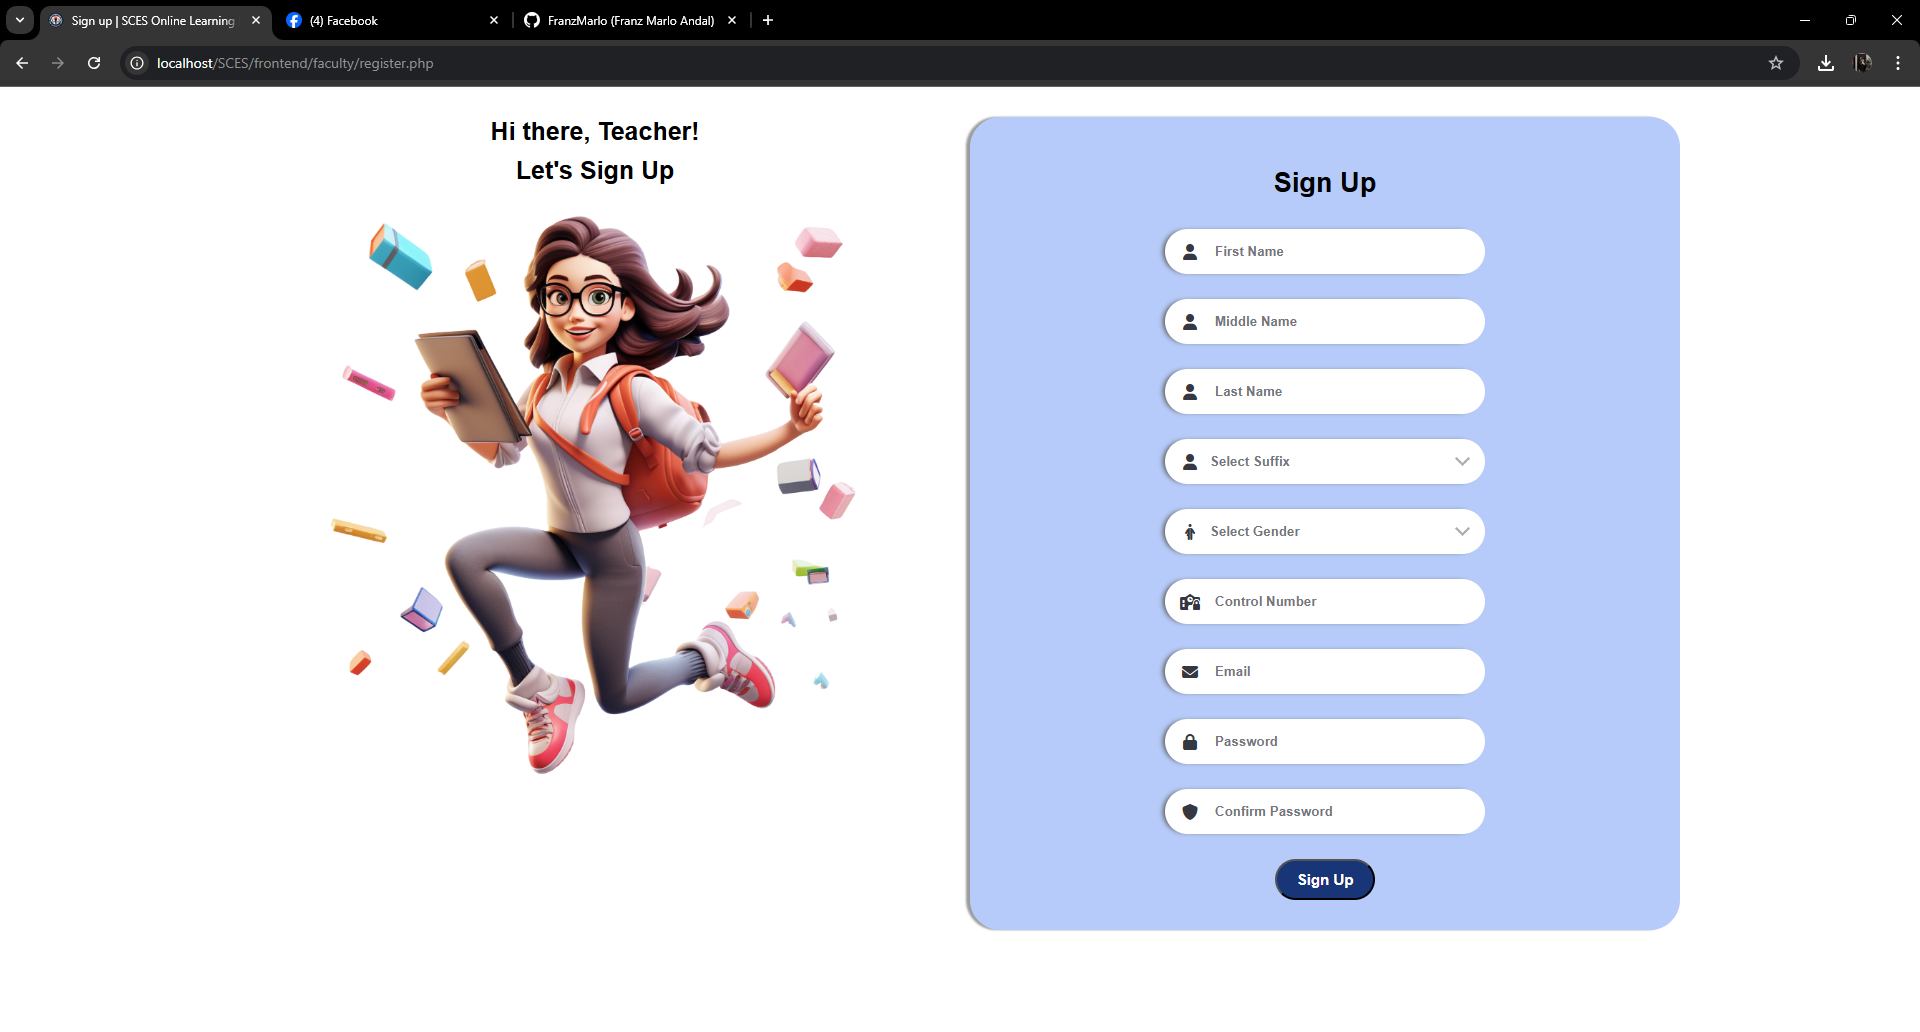 Sign up | SCES Online Learning
(4) Facebook
FranzMarlo (Franz Marlo Andal)
localhost/SCES/frontend/faculty/register.php
Hi there, Teacher!
Let's Sign Up
Sign Up
First Name
Middle Name
Last Name
Select Suffix
Select Gender
Control Number
Email
Password
Confirm Password
Sign Up